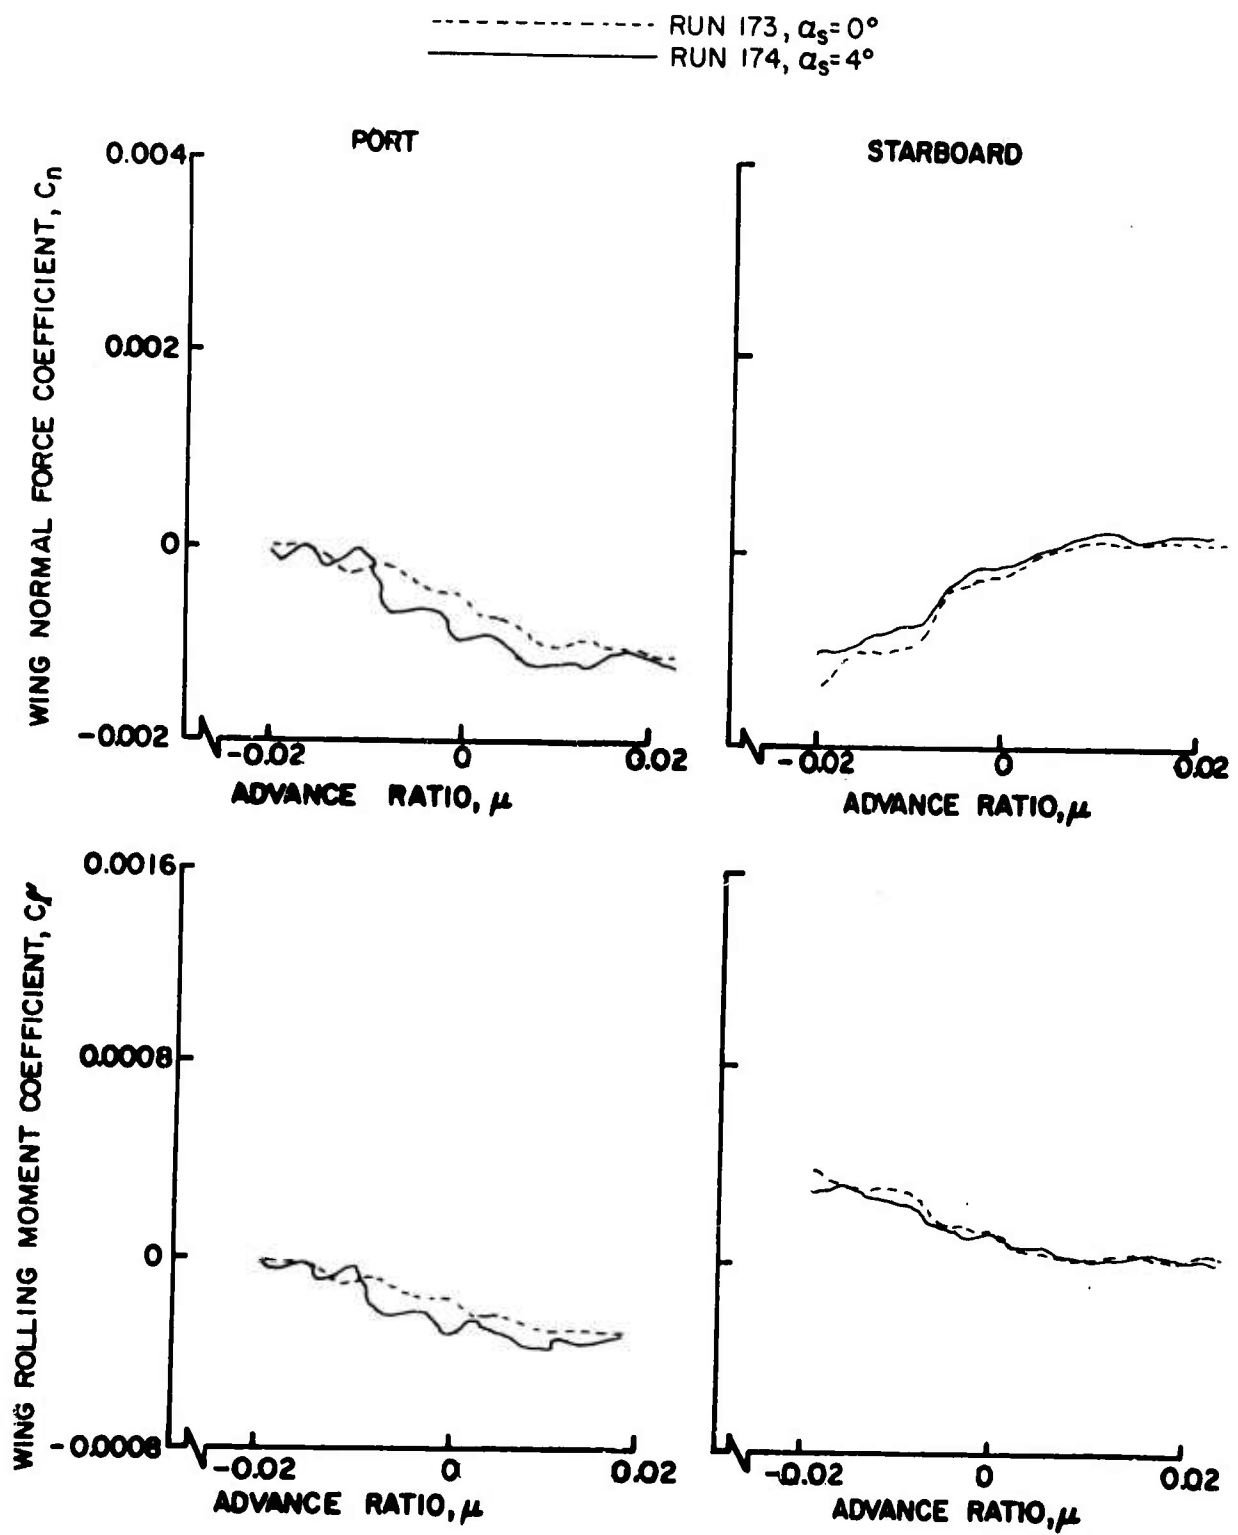 RUN 173, αs=0°
RUN 174, αs=4°
PORT
STARBOARD
WING NORMAL FORCE COEFFICIENT, Cn
0.004
0.002
0
-0.002
-0.02 0 0.02
-0.02 0 0.02
ADVANCE RATIO, μ
ADVANCE RATIO, μ
WING ROLLING MOMENT COEFFICIENT, Cℓ
0.0016
0.0008
0
-0.0008
-0.02 0 0.02
-0.02 0 0.02
ADVANCE RATIO, μ
ADVANCE RATIO, μ